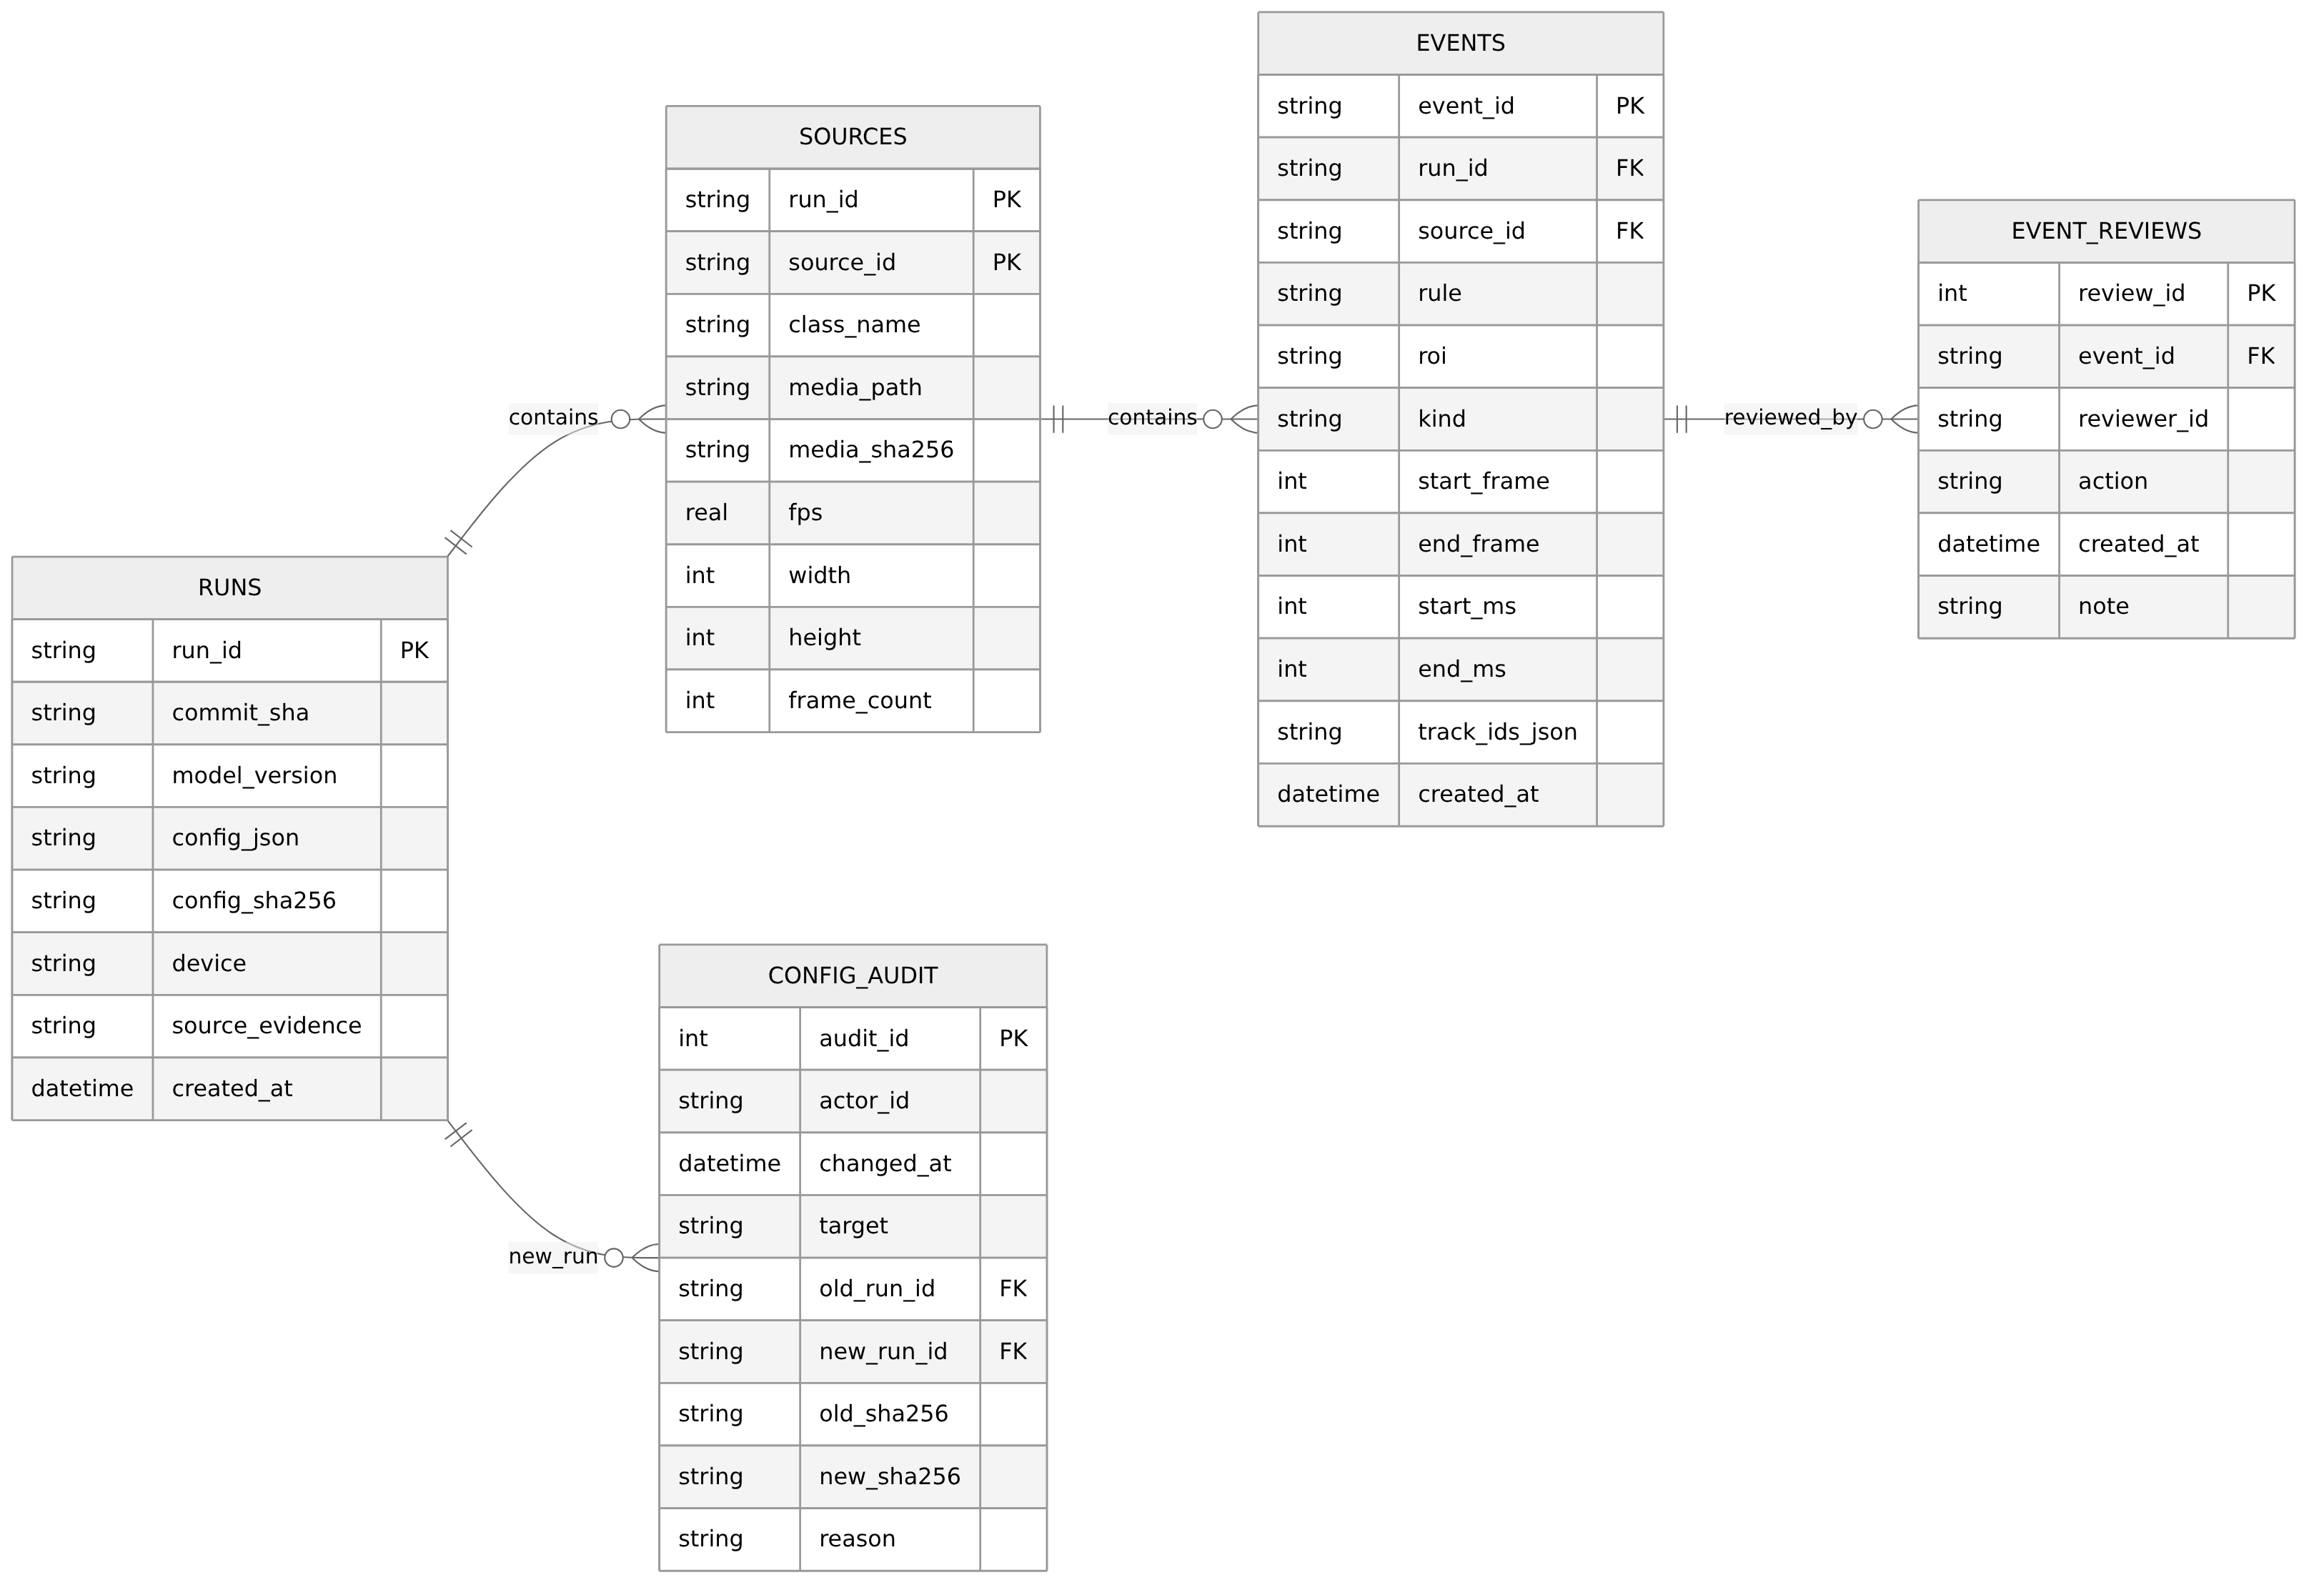 RUNS
string run_id PK
string commit_sha
string model_version
string config_json
string config_sha256
string device
string source_evidence
datetime created_at
contains
new_run
SOURCES
string run_id PK
string source_id PK
string class_name
string media_path
string media_sha256
real fps
int width
int height
int frame_count
contains
CONFIG_AUDIT
int audit_id PK
string actor_id
datetime changed_at
string target
string old_run_id FK
string new_run_id FK
string old_sha256
string new_sha256
string reason
EVENTS
string event_id PK
string run_id FK
string source_id FK
string rule
string roi
string kind
int start_frame
int end_frame
int start_ms
int end_ms
string track_ids_json
datetime created_at
reviewed_by
EVENT_REVIEWS
int review_id PK
string event_id FK
string reviewer_id
string action
datetime created_at
string note